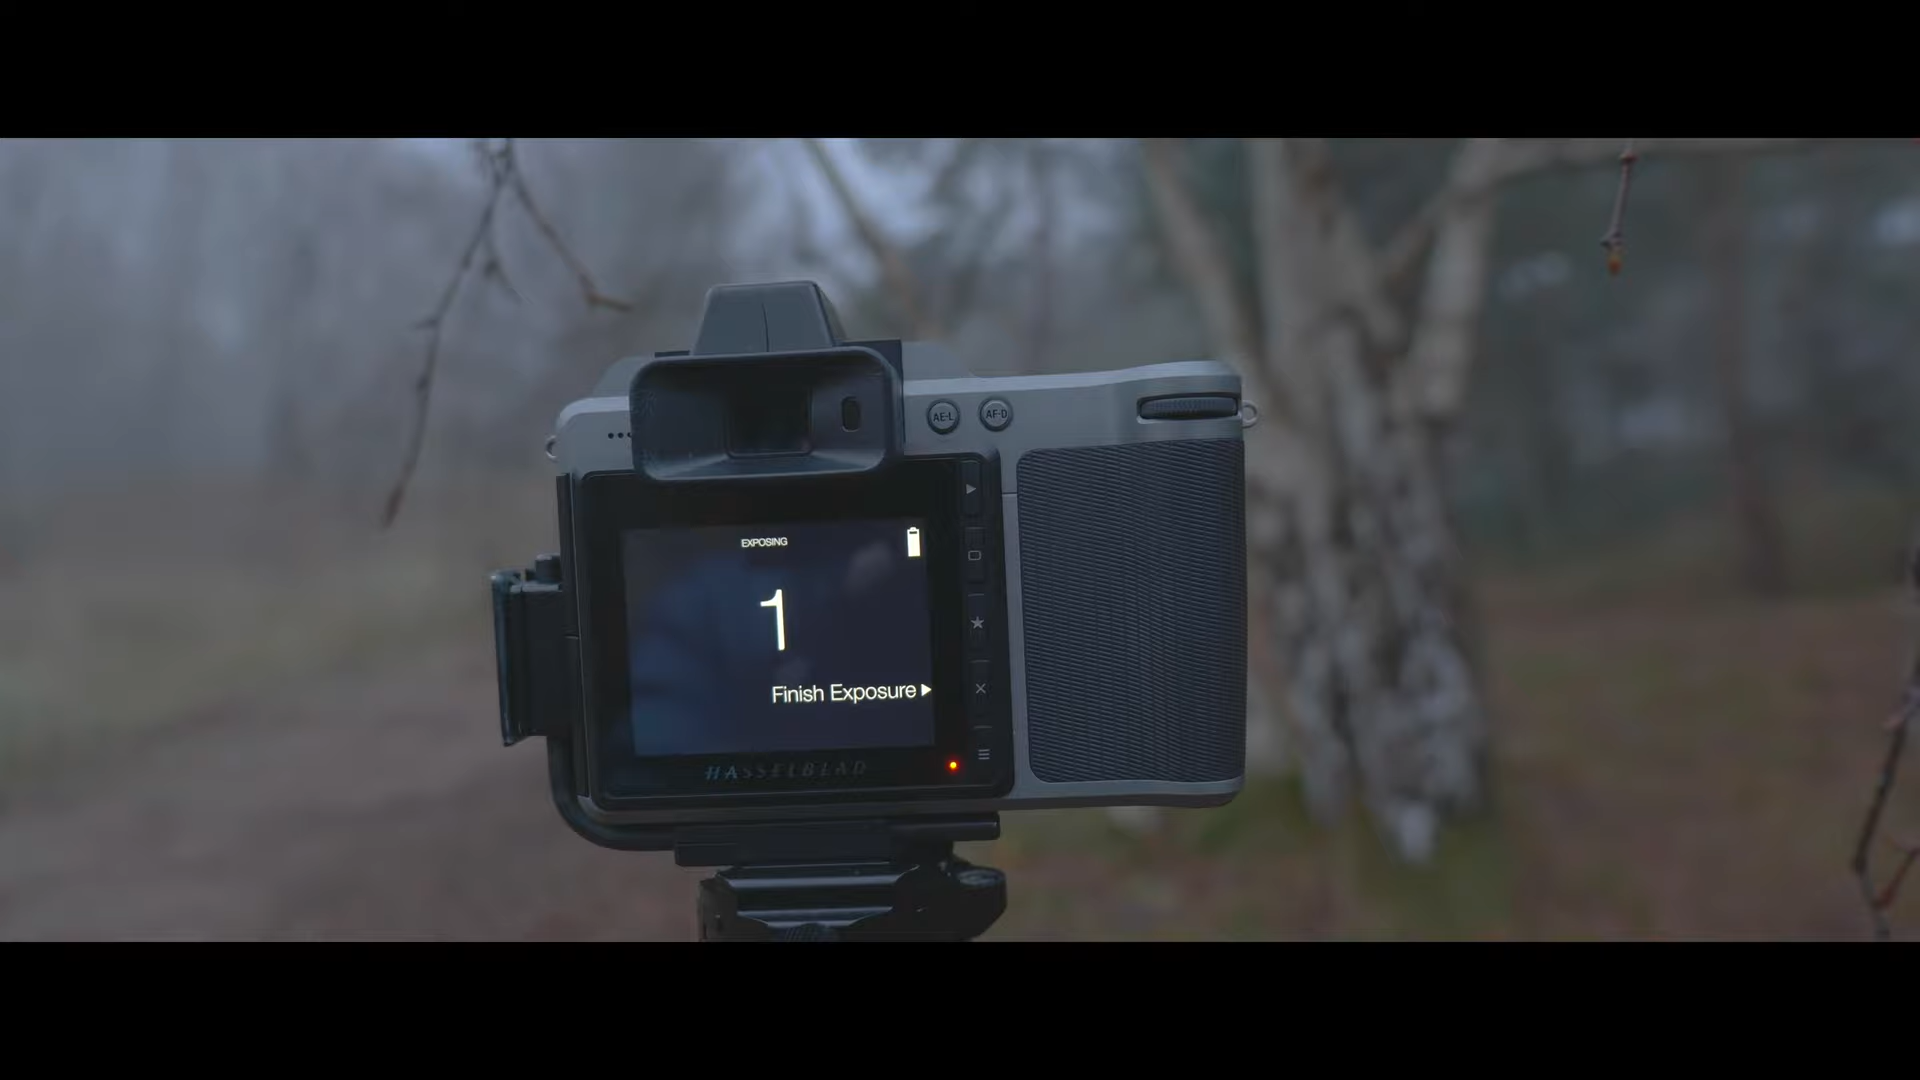 AE-L AF-D
EXPOSING
1
Finish Exposure
HASSELBLAD